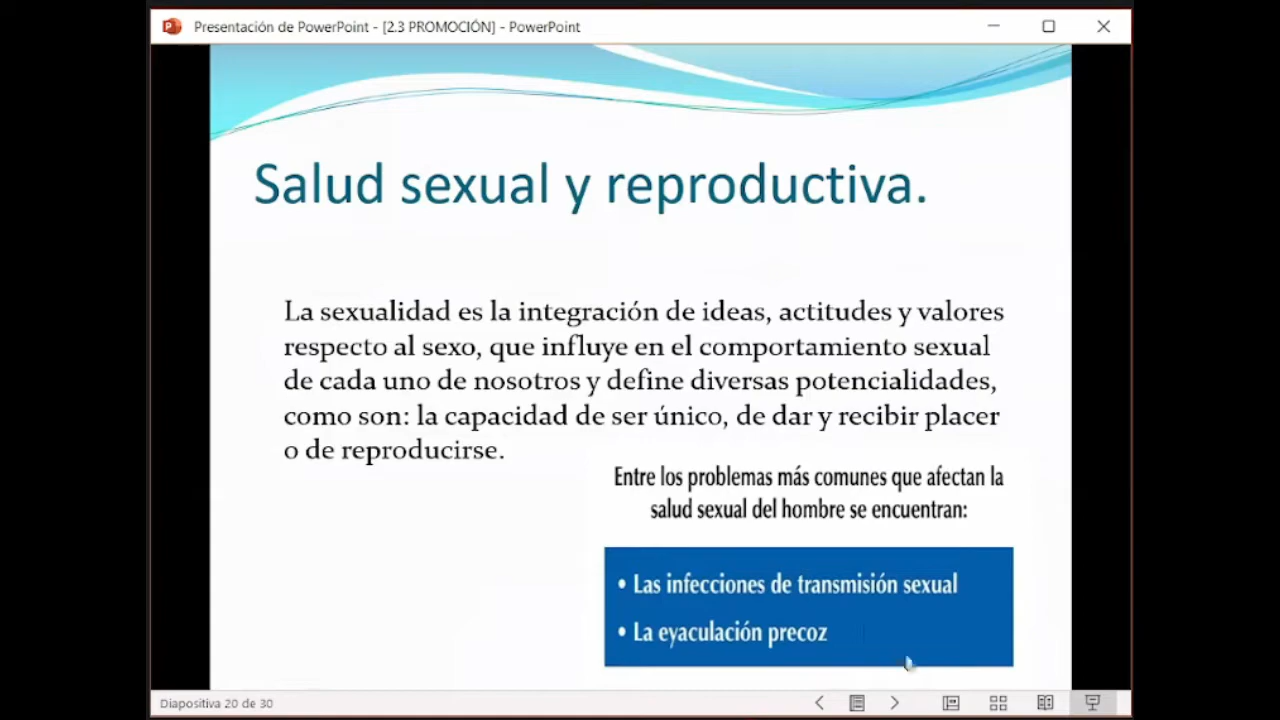 Presentación de PowerPoint - [2.3 PROMOCIÓN] - PowerPoint
Salud sexual y reproductiva.
La sexualidad es la integración de ideas, actitudes y valores
respecto al sexo, que influye en el comportamiento sexual
de cada uno de nosotros y define diversas potencialidades,
como son: la capacidad de ser único, de dar y recibir placer
o de reproducirse.
Entre los problemas más comunes que afectan la
salud sexual del hombre se encuentran:
• Las infecciones de transmisión sexual
• La eyaculación precoz
Diapositiva 20 de 30